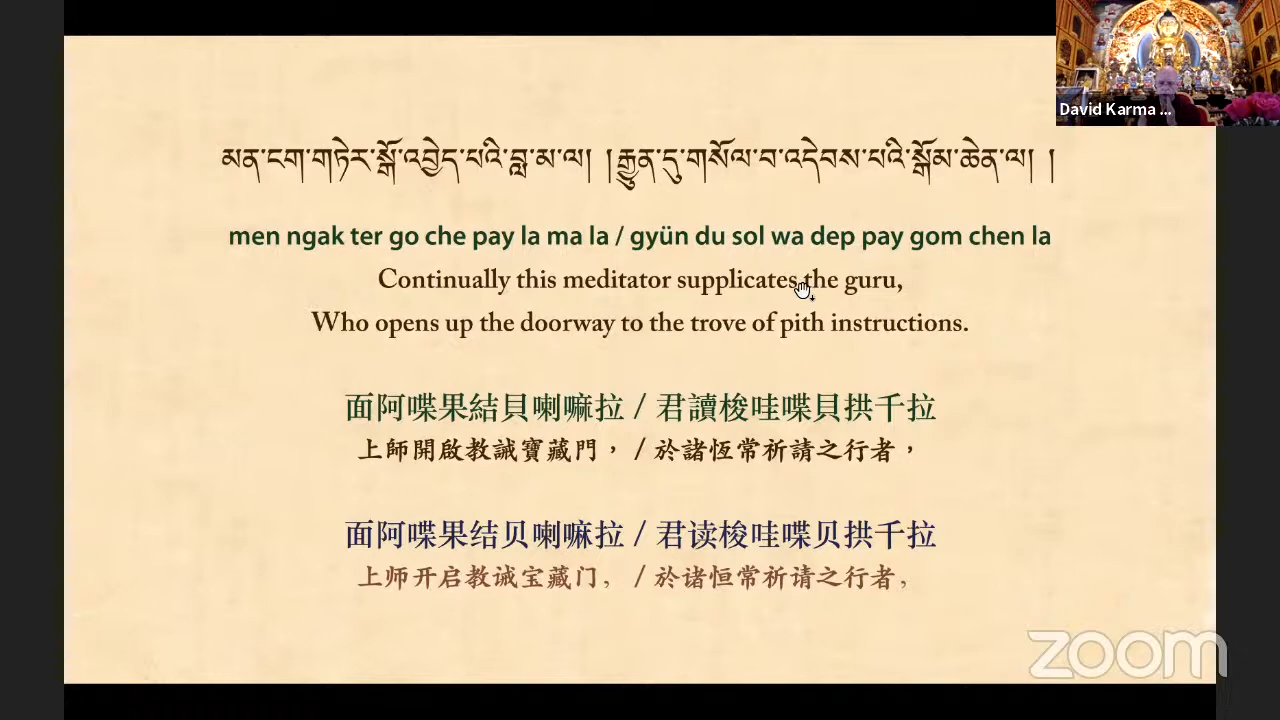 David Karma ...
མན་ངག་གཏེར་སྒོ་འབྱེད་པའི་བླ་མ་ལ། །རྒྱུན་དུ་གསོལ་བ་འདེབས་པའི་སྒོམ་ཆེན་ལ། །
men ngak ter go che pay la ma la / gyün du sol wa dep pay gom chen la
Continually this meditator supplicates the guru,
Who opens up the doorway to the trove of pith instructions.
面阿喋果結貝喇嘛拉 / 君讀梭哇喋貝拱千拉
上師開啟教誡寶藏門， / 於諸恆常祈請之行者，
面阿喋果结贝喇嘛拉 / 君读梭哇喋贝拱千拉
上师开启教诫宝藏门， / 於诸恒常祈请之行者，
zoom